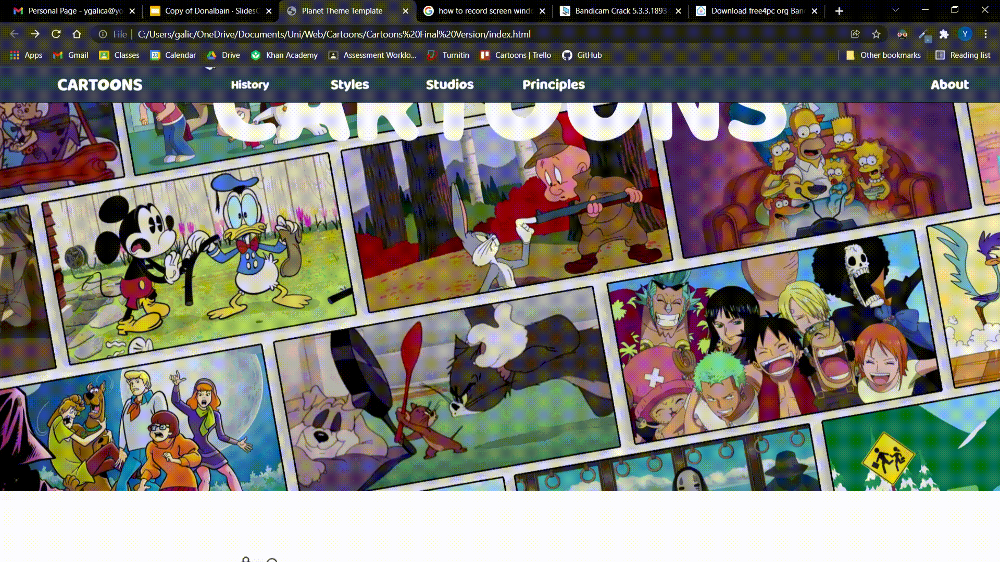 Personal Page - ygalica@yo
Copy of Donalbain · SlidesC
Planet Theme Template
how to record screen windo
Bandicam Crack 5.3.3.1893
Download free4pc org Ban
File
C:/Users/galic/OneDrive/Documents/Uni/Web/Cartoons/Cartoons%20Final%20Version/index.html
Y
Apps
Gmail
Classes
Calendar
Drive
Khan Academy
Assessment Worklo...
Turnitin
Cartoons | Trello
GitHub
Other bookmarks
Reading list
CARTOONS
History
Styles
Studios
Principles
About
CARTOONS